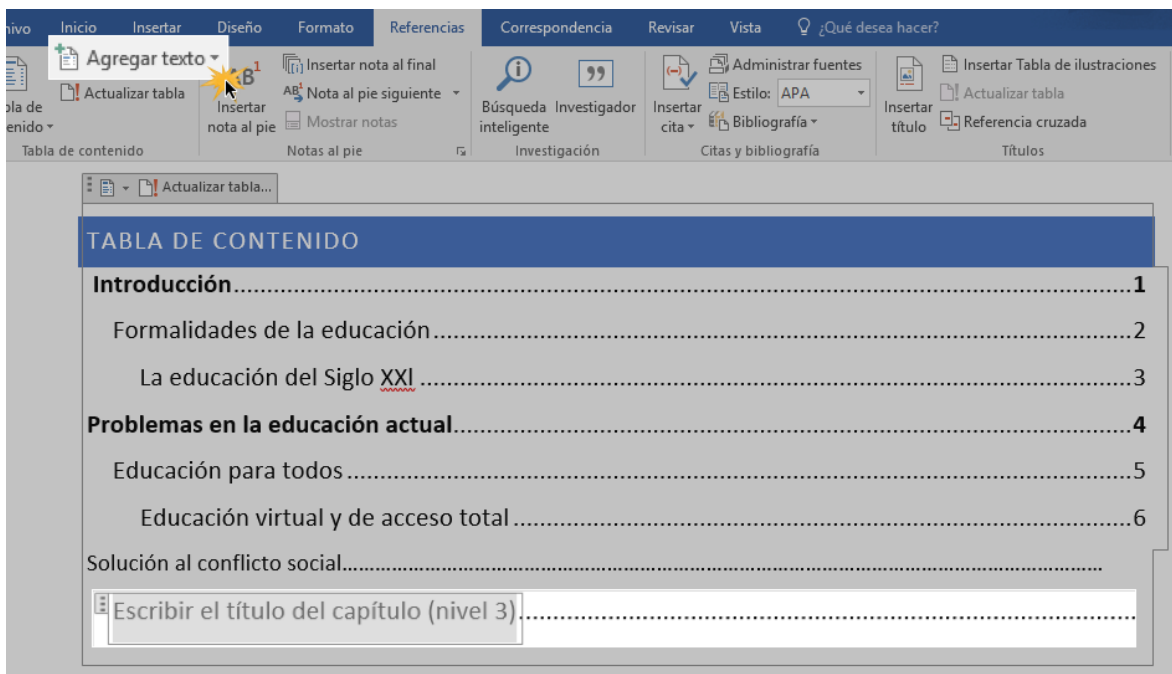 hivo Inicio Insertar Diseño Formato Referencias Correspondencia Revisar Vista ¿Qué desea hacer?
Agregar texto
Actualizar tabla
bla de
enido
Tabla de contenido
AB1
Insertar
nota al pie
Insertar nota al final
Nota al pie siguiente
Mostrar notas
Notas al pie
Búsqueda
inteligente
Investigador
Investigación
Insertar
cita
Administrar fuentes
Estilo: APA
Bibliografía
Citas y bibliografía
Insertar
título
Insertar Tabla de ilustraciones
Actualizar tabla
Referencia cruzada
Títulos
Actualizar tabla...
TABLA DE CONTENIDO
Introducción 1
Formalidades de la educación 2
La educación del Siglo XXl 3
Problemas en la educación actual 4
Educación para todos 5
Educación virtual y de acceso total 6
Solución al conflicto social
Escribir el título del capítulo (nivel 3)